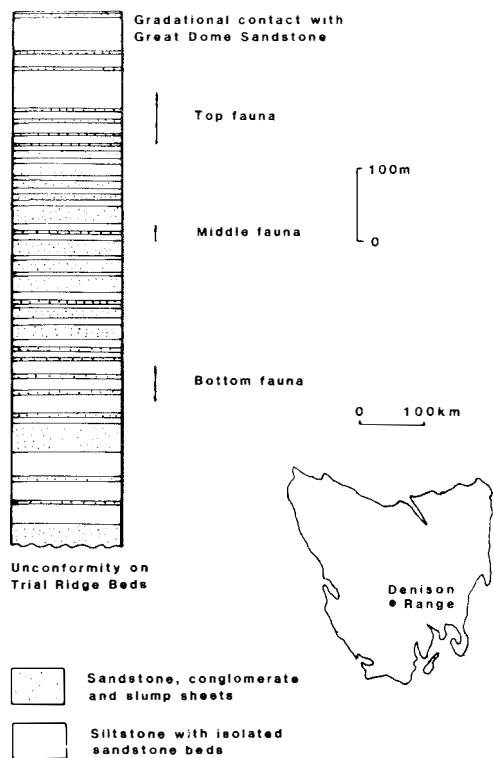 Gradational contact with
Great Dome Sandstone
Top fauna
100m
Middle fauna
0
Bottom fauna
0 100km
Unconformity on
Trial Ridge Beds
Denison
Range
Sandstone, conglomerate
and slump sheets
Siltstone with isolated
sandstone beds